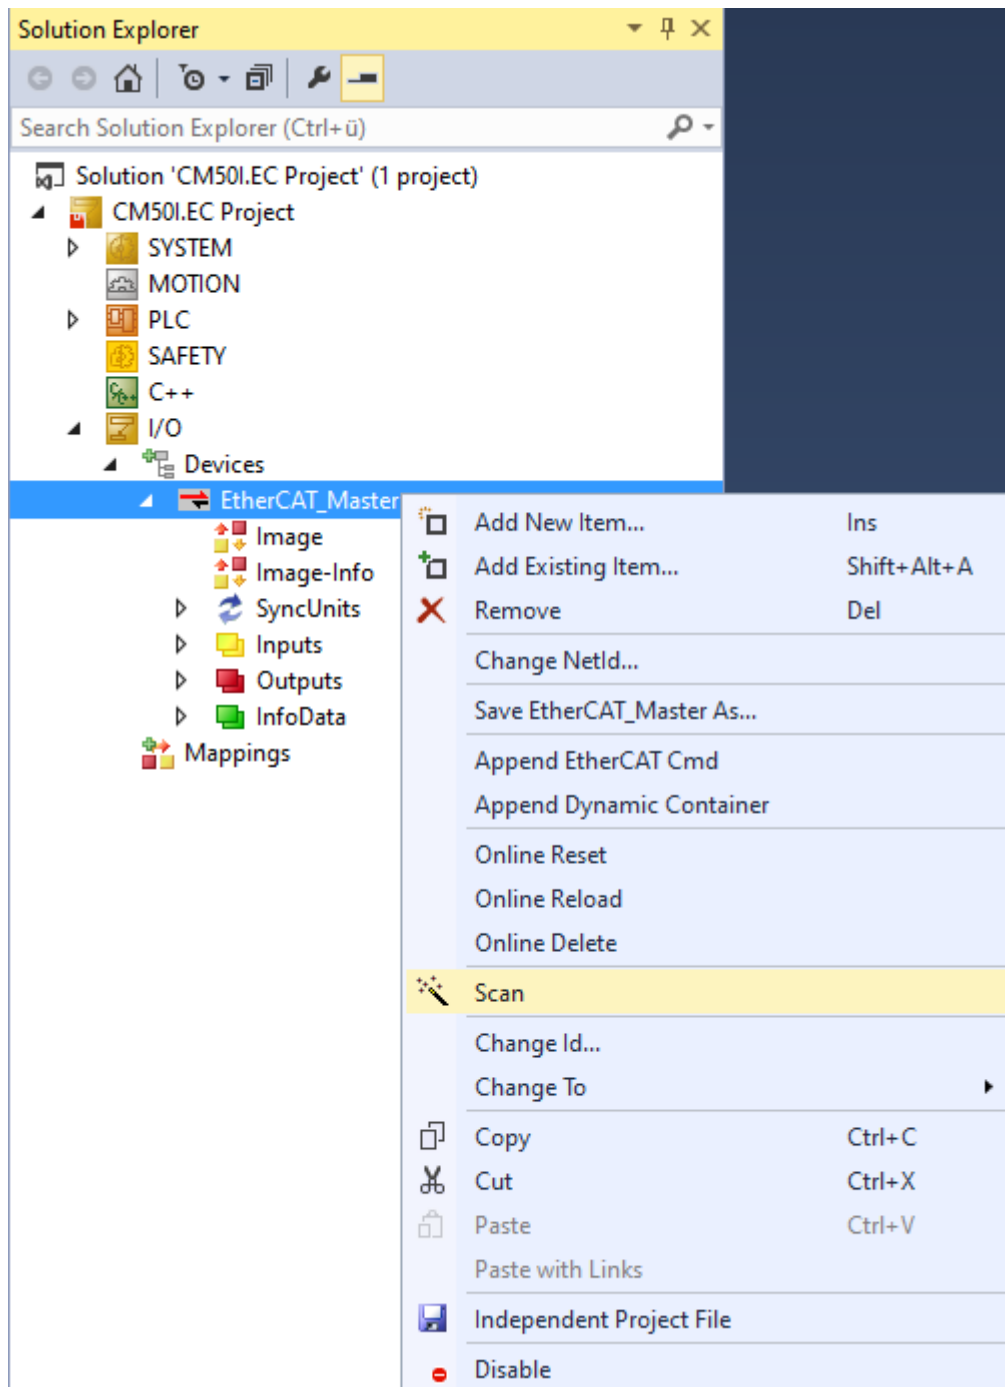 Solution Explorer
Search Solution Explorer (Ctrl+ü)
Solution 'CM50I.EC Project' (1 project)
CM50I.EC Project
SYSTEM
MOTION
PLC
SAFETY
C++
I/O
Devices
EtherCAT_Master
Image
Image-Info
SyncUnits
Inputs
Outputs
InfoData
Mappings
Add New Item... Ins
Add Existing Item... Shift+Alt+A
Remove Del
Change NetId...
Save EtherCAT_Master As...
Append EtherCAT Cmd
Append Dynamic Container
Online Reset
Online Reload
Online Delete
Scan
Change Id...
Change To
Copy Ctrl+C
Cut Ctrl+X
Paste Ctrl+V
Paste with Links
Independent Project File
Disable